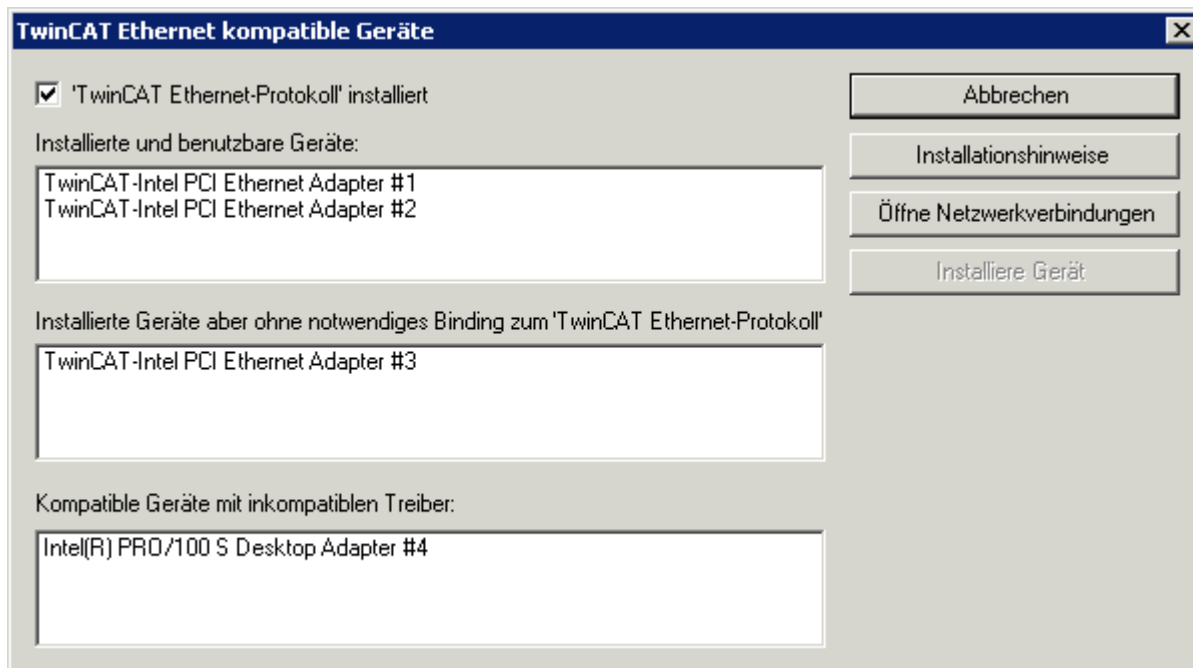 TwinCAT Ethernet kompatible Geräte
'TwinCAT Ethernet-Protokoll' installiert
Abbrechen
Installierte und benutzbare Geräte:
Installationshinweise
TwinCAT-Intel PCI Ethernet Adapter #1
TwinCAT-Intel PCI Ethernet Adapter #2
Öffne Netzwerkverbindungen
Installiere Gerät
Installierte Geräte aber ohne notwendiges Binding zum 'TwinCAT Ethernet-Protokoll'
TwinCAT-Intel PCI Ethernet Adapter #3
Kompatible Geräte mit inkompatiblen Treiber:
Intel(R) PRO/100 S Desktop Adapter #4